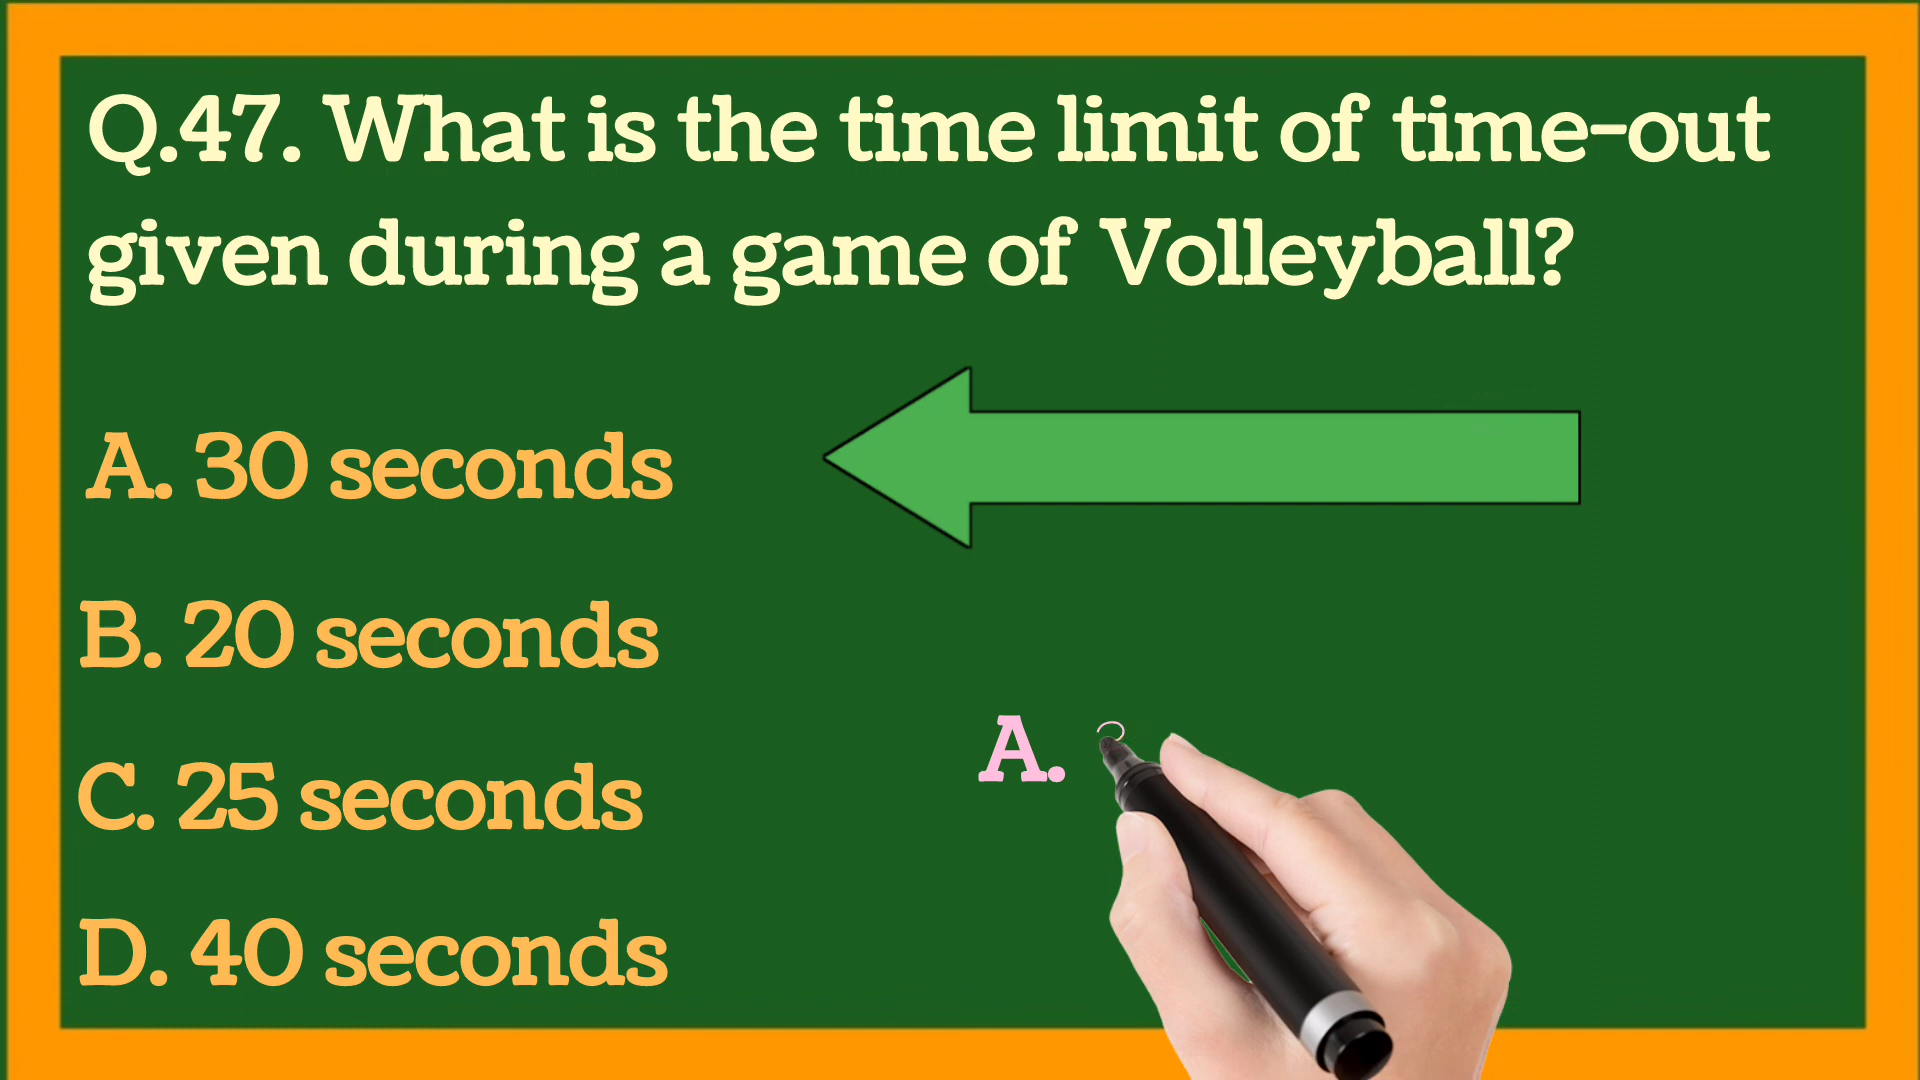 Q.47. What is the time limit of time-out
given during a game of Volleyball?
A. 30 seconds
B. 20 seconds
C. 25 seconds
D. 40 seconds
A.